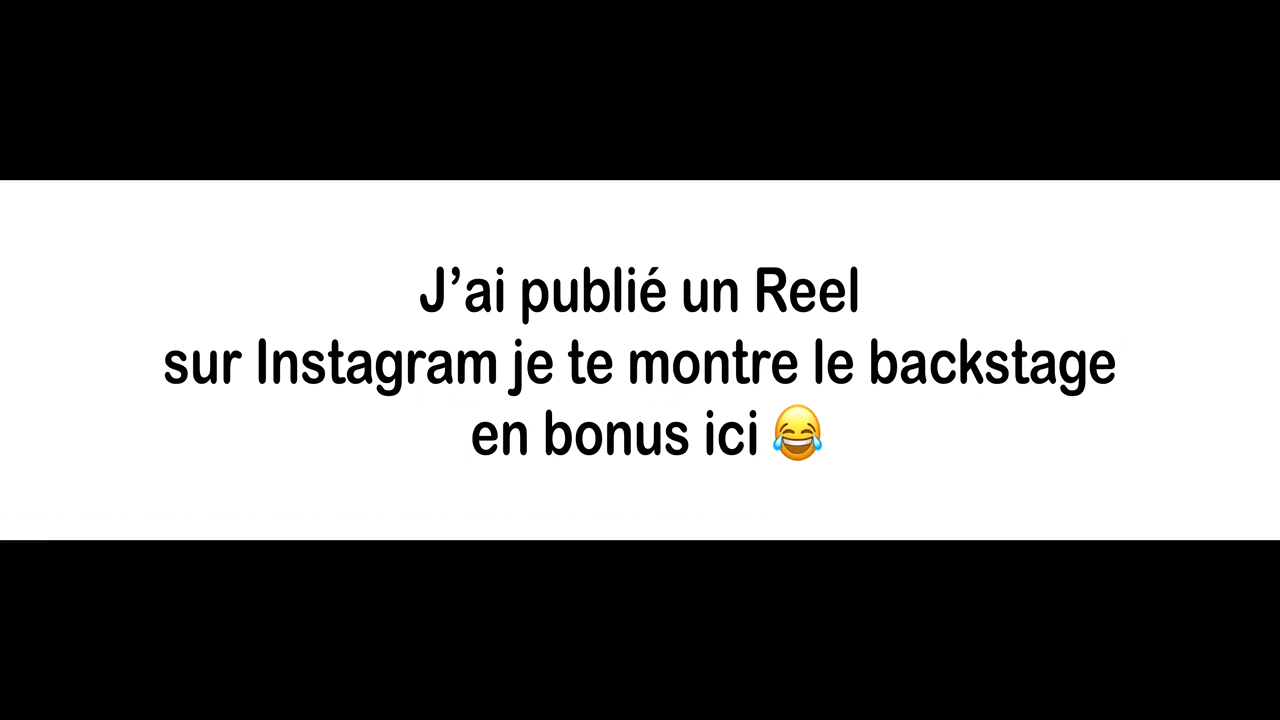 J’ai publié un Reel
sur Instagram je te montre le backstage
en bonus ici 😂